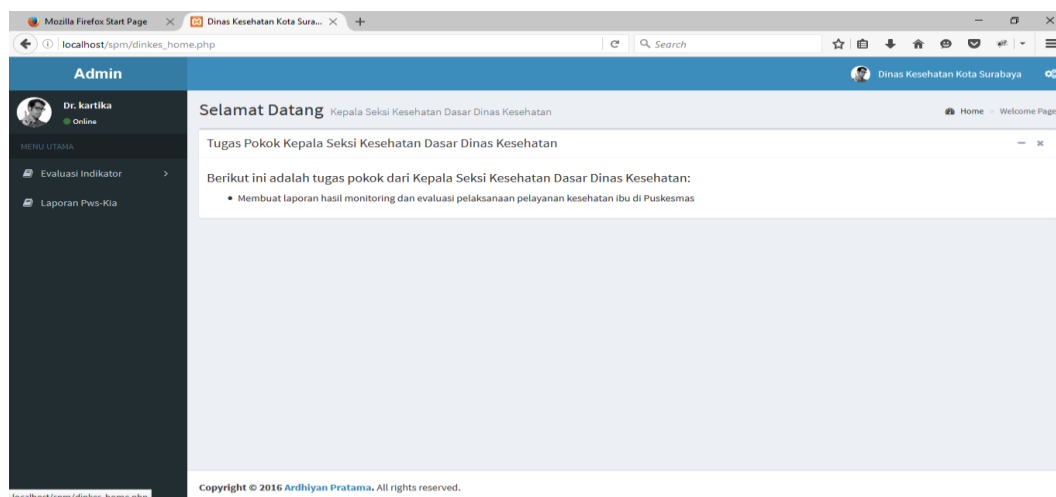 Mozilla Firefox Start Page
Dinas Kesehatan Kota Sura...
localhost/spm/dinkes_home.php
Search
Admin
Dinas Kesehatan Kota Surabaya
Dr. kartika
Online
Selamat Datang Kepala Seksi Kesehatan Dasar Dinas Kesehatan
Home > Welcome Page
MENU UTAMA
Tugas Pokok Kepala Seksi Kesehatan Dasar Dinas Kesehatan
Evaluasi Indikator
Laporan Pws-Kia
Berikut ini adalah tugas pokok dari Kepala Seksi Kesehatan Dasar Dinas Kesehatan:
• Membuat laporan hasil monitoring dan evaluasi pelaksanaan pelayanan kesehatan ibu di Puskesmas
Copyright © 2016 Ardhiyan Pratama. All rights reserved.
localhost/spm/dinkes_home.php